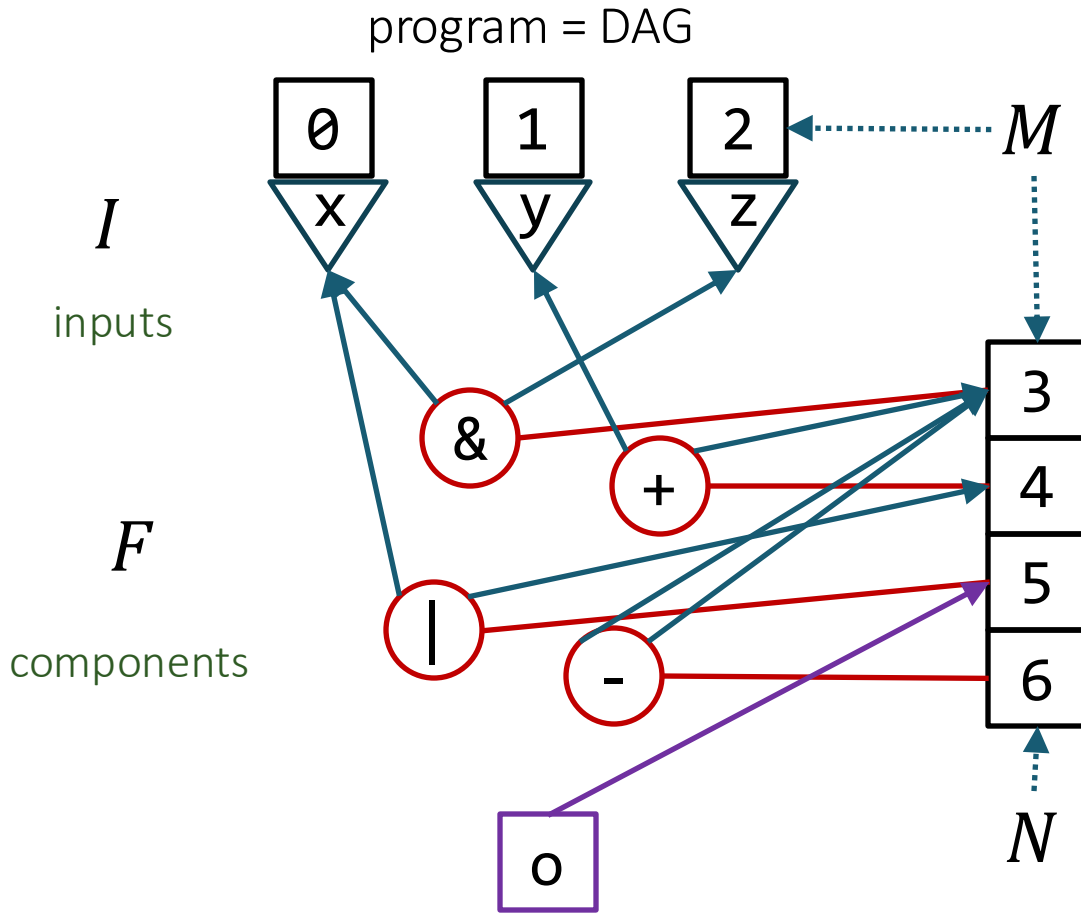 program = DAG
0 1 2 M
x y z
I
inputs
3
&
+ 4
F
| 5
components
- 6
N
o